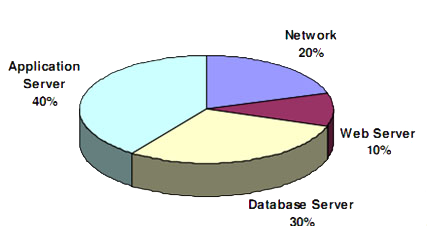 Network
20%
Application
Server
40%
Web Server
10%
Database Server
30%